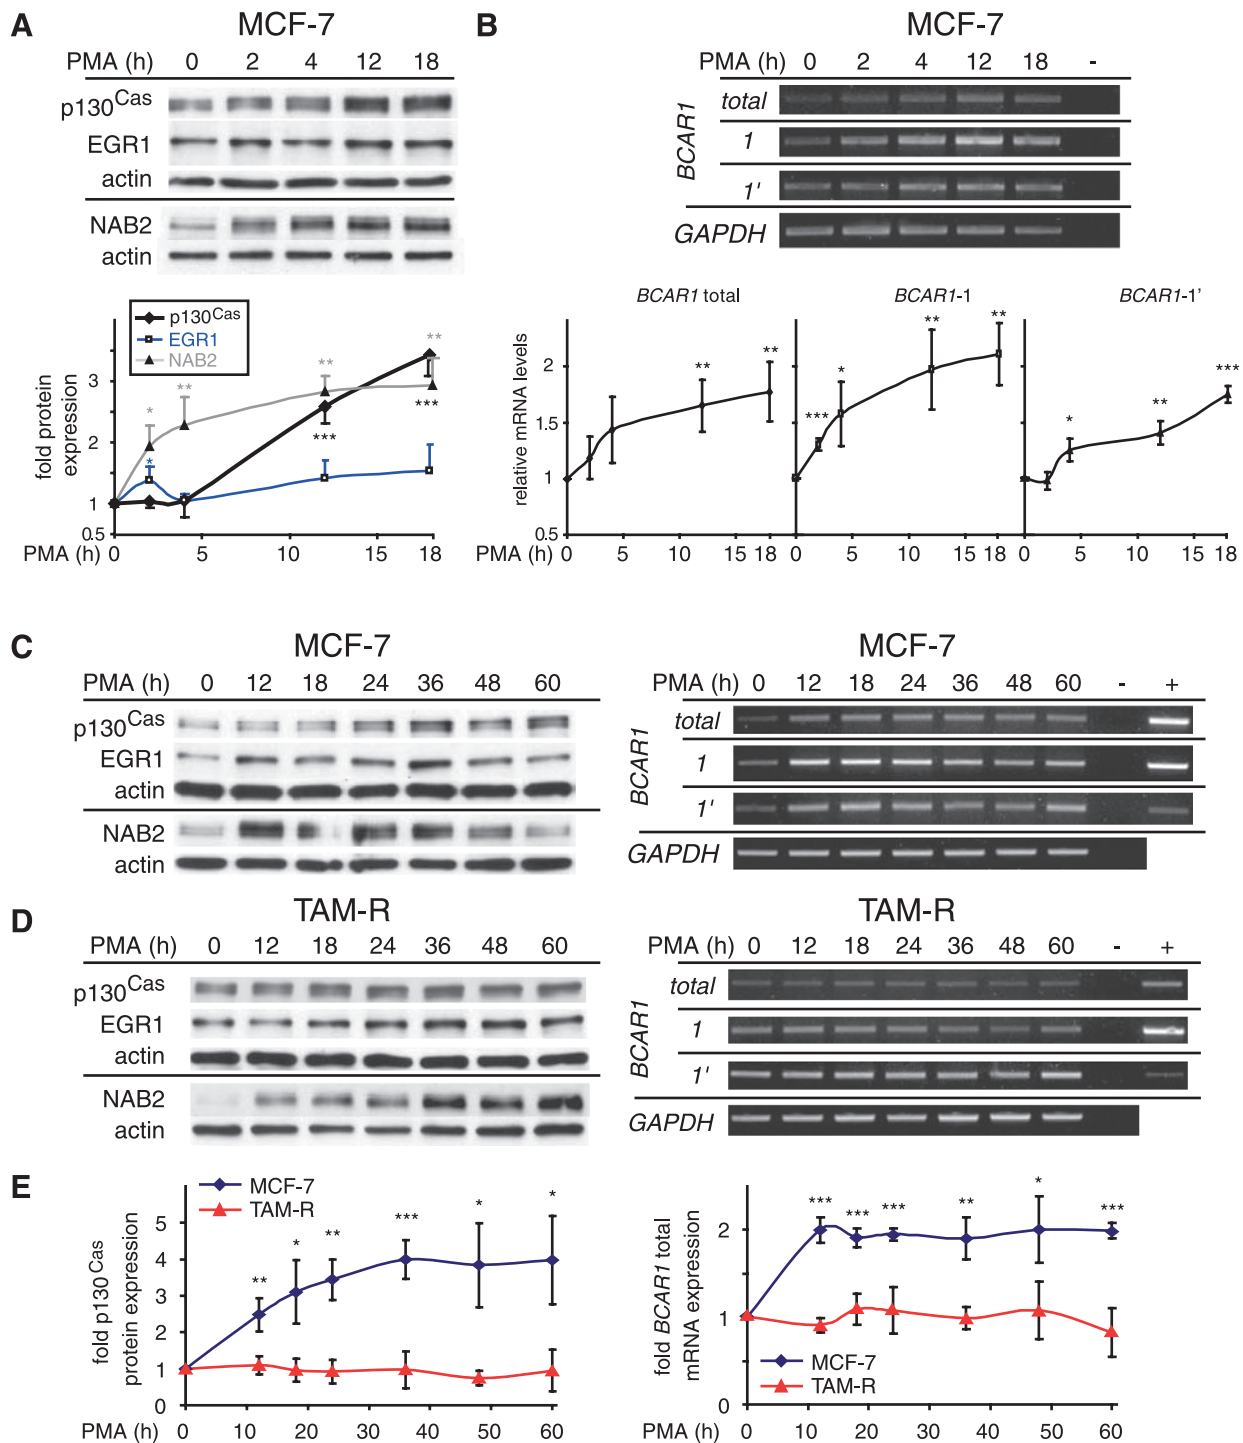 A
MCF-7
PMA (h) 0 2 4 12 18
p130Cas
EGR1
actin
NAB2
actin
p130Cas
EGR1
NAB2
fold protein
expression
3
2
1
0.5
** ** ** * * *** ***
PMA (h) 0 5 10 15 18
B
MCF-7
PMA (h) 0 2 4 12 18 -
BCAR1
total
1
1'
GAPDH
BCAR1 total
BCAR1-1
BCAR1-1'
relative mRNA levels
2
1.5
1
0.5
** **
*** * ** **
* ** ***
PMA (h) 0 5 10 15 18 0 5 10 15 18 0 5 10 15 18
C
MCF-7
PMA (h) 0 12 18 24 36 48 60
p130Cas
EGR1
actin
NAB2
actin
MCF-7
PMA (h) 0 12 18 24 36 48 60 - +
BCAR1
total
1
1'
GAPDH
D
TAM-R
PMA (h) 0 12 18 24 36 48 60
p130Cas
EGR1
actin
NAB2
actin
TAM-R
PMA (h) 0 12 18 24 36 48 60 - +
BCAR1
total
1
1'
GAPDH
E
MCF-7
TAM-R
fold p130Cas
protein expression
5
4
3
2
1
0
** * ** *** * *
PMA (h) 0 10 20 30 40 50 60
fold BCAR1 total
mRNA expression
2
1
0
*** *** *** ** * ***
MCF-7
TAM-R
PMA (h) 0 10 20 30 40 50 60